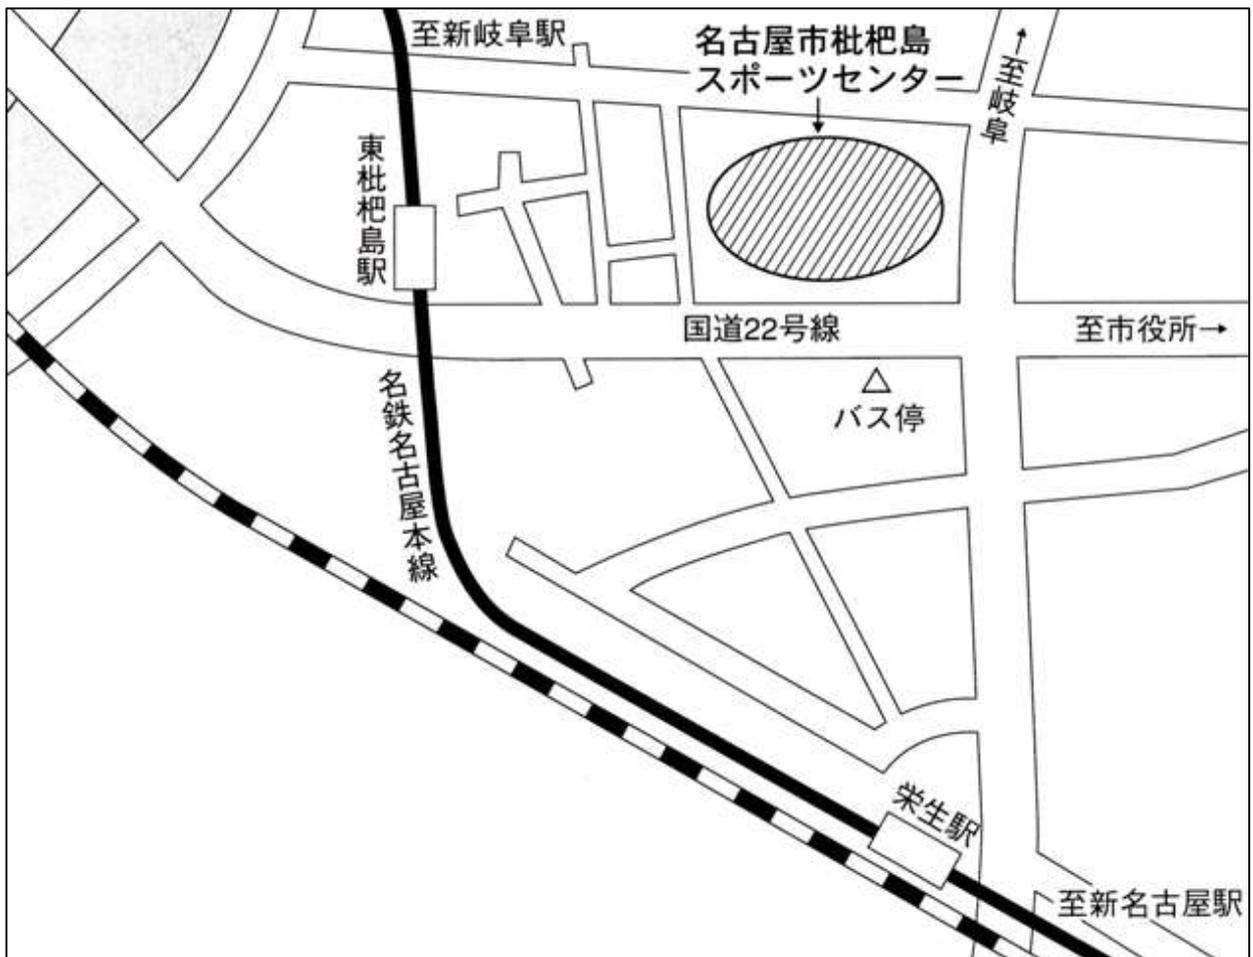 至新岐阜駅
名古屋市枇杷島
スポーツセンター
↑至岐阜
東枇杷島駅
国道22号線
至市役所→
バス停
名鉄名古屋本線
栄生駅
至新名古屋駅